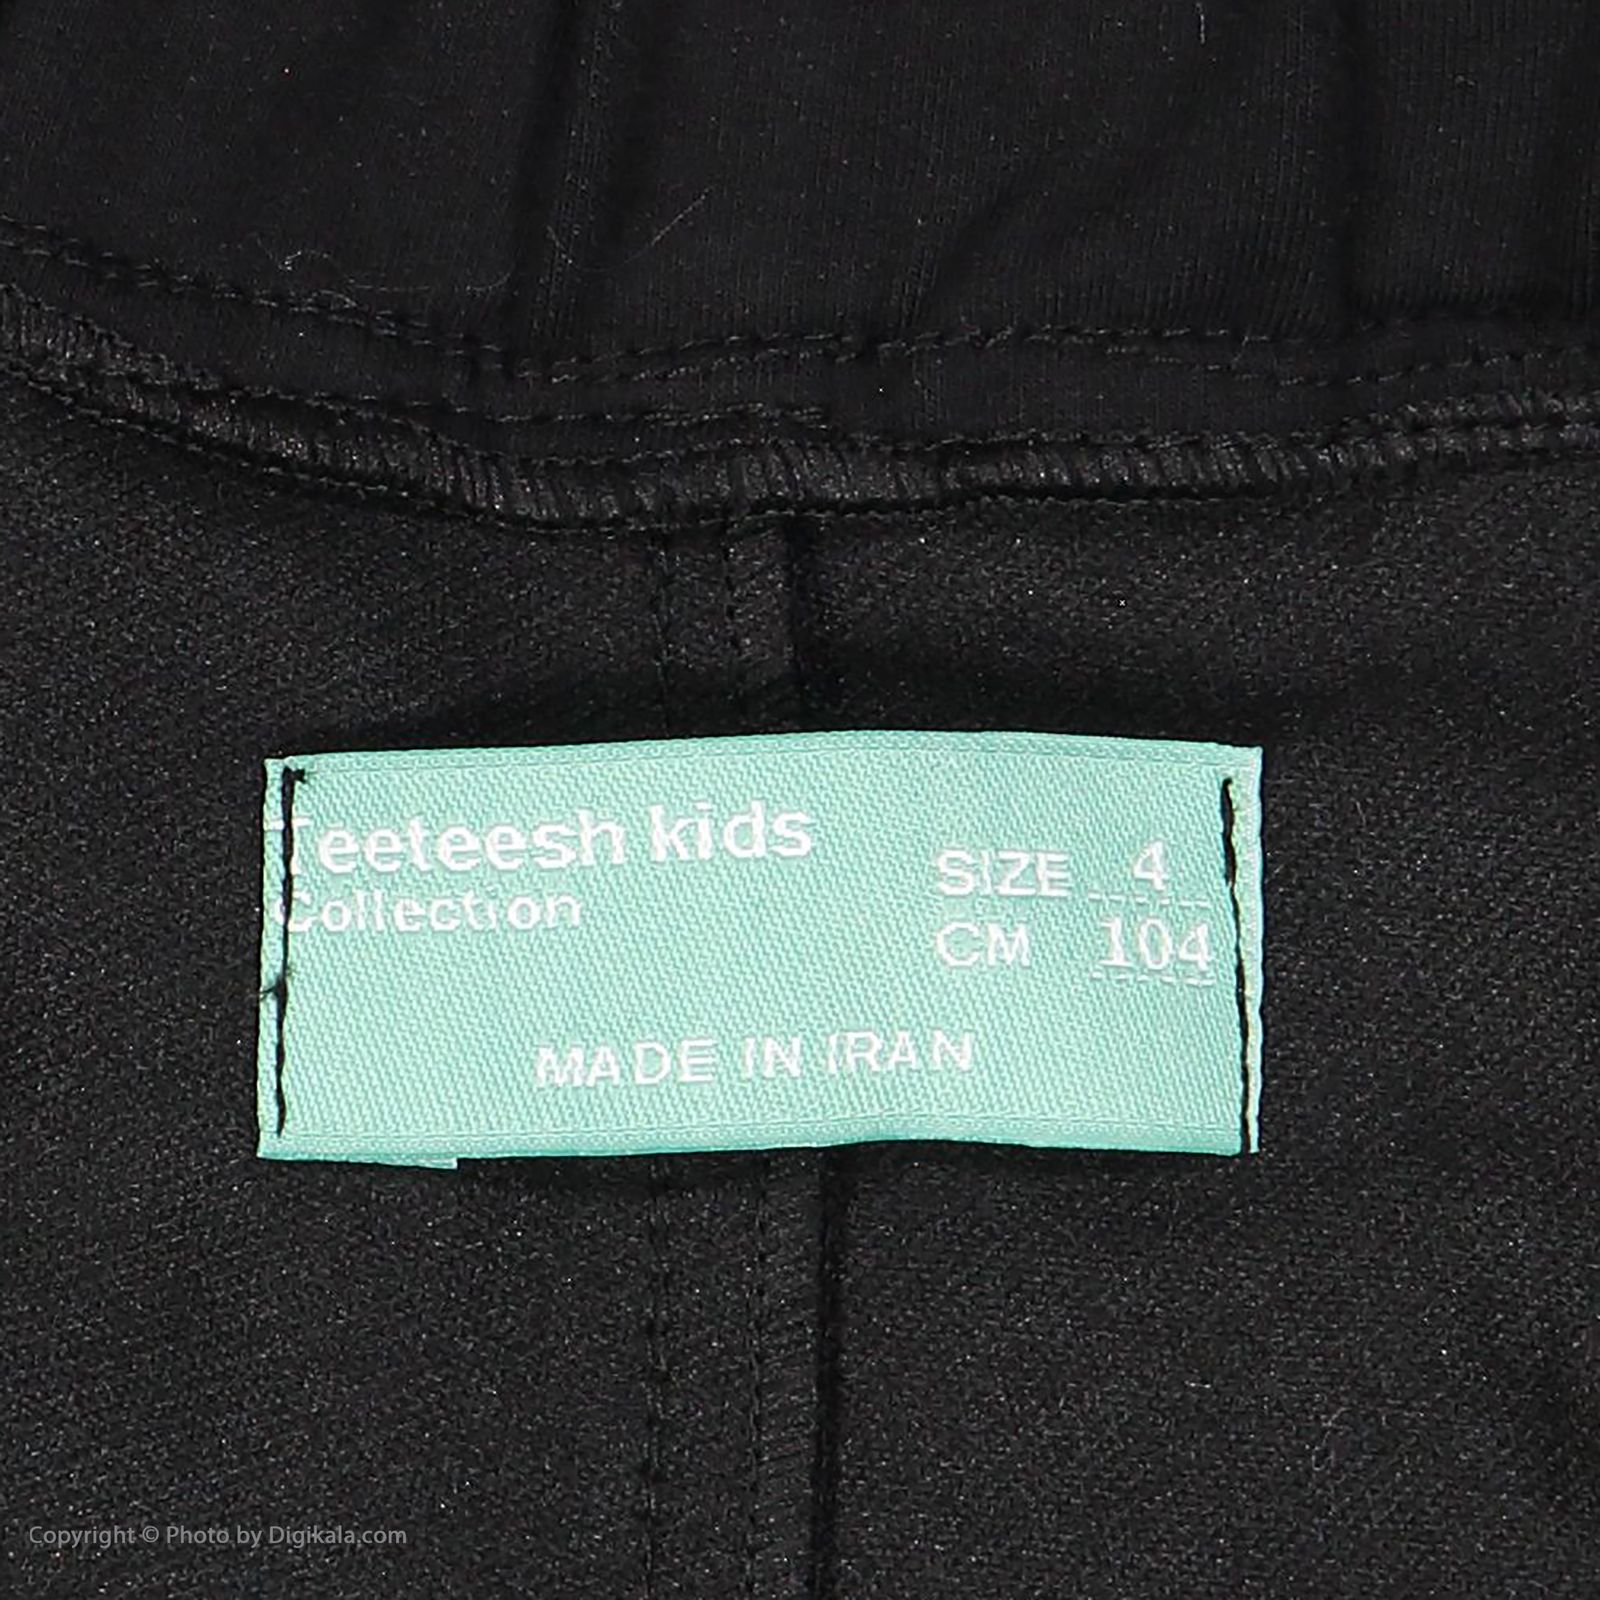 Teeteesh kids
Collection
SIZE 4
CM 104
MADE IN IRAN
Copyright © Photo by Digikala.com